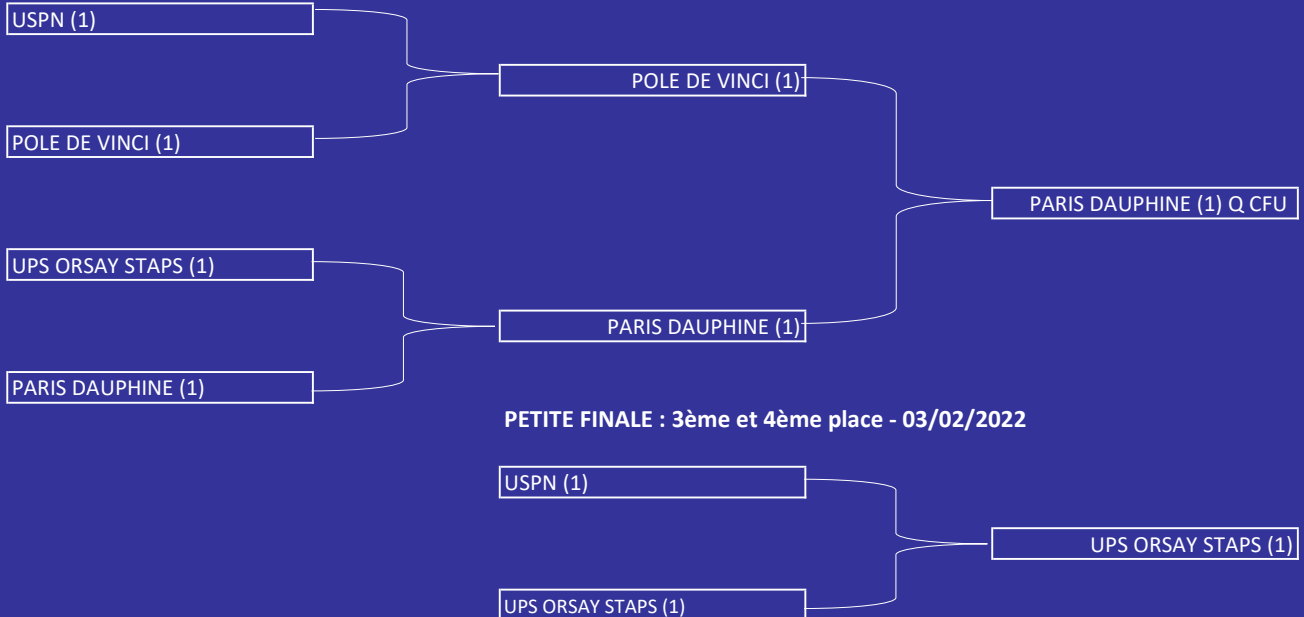 USPN (1)
POLE DE VINCI (1)
POLE DE VINCI (1)
PARIS DAUPHINE (1) Q CFU
UPS ORSAY STAPS (1)
PARIS DAUPHINE (1)
PARIS DAUPHINE (1)
PETITE FINALE : 3ème et 4ème place - 03/02/2022
USPN (1)
UPS ORSAY STAPS (1)
UPS ORSAY STAPS (1)